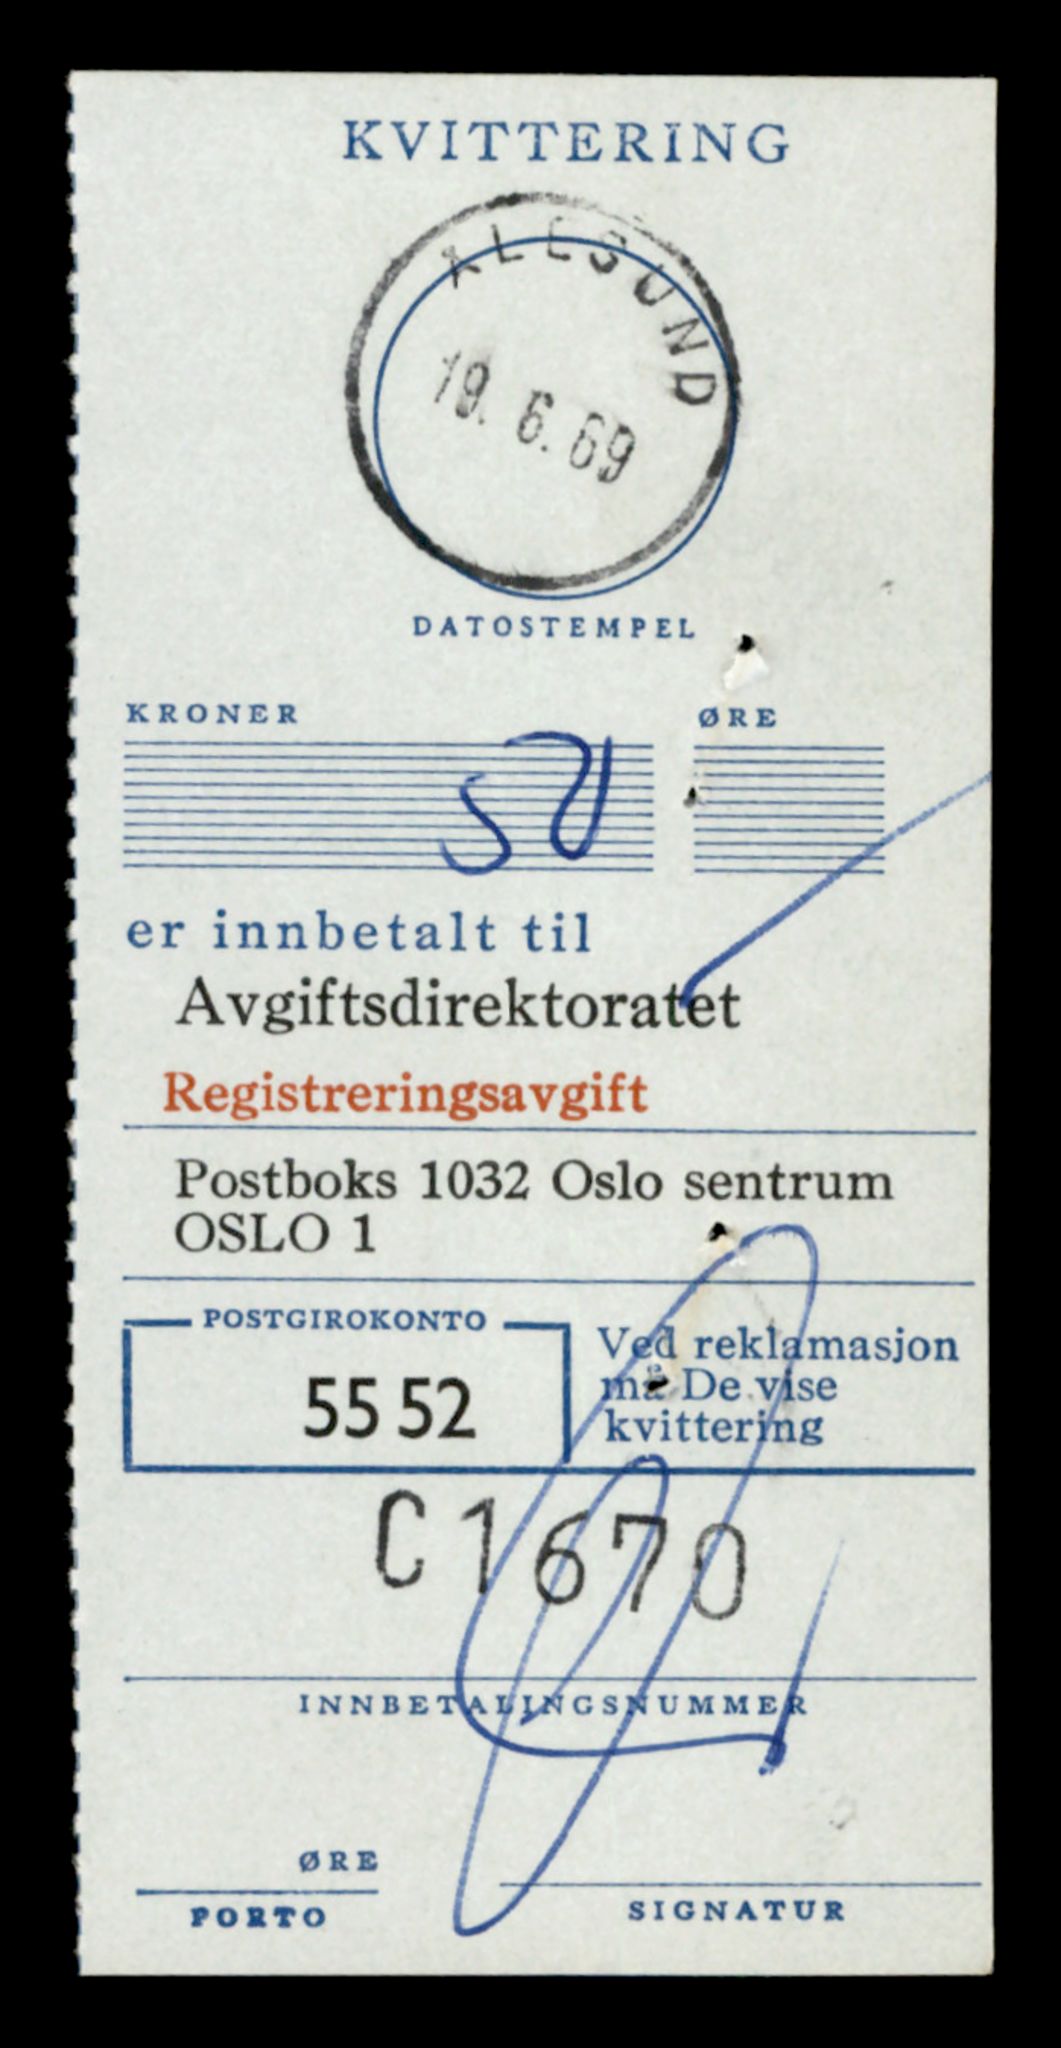 KVITTERING
ÅLESUND
19. 6. 69
DATOSTEMPEL
KRONER ØRE
er innbetalt til
Avgiftsdirektoratet
Registreringsavgift
Postboks 1032 Oslo sentrum
OSLO 1
POSTGIROKONTO
55 52
Ved reklamasjon
må De vise
kvittering
C1670
INNBETALINGSNUMMER
ØRE
PORTO
SIGNATUR